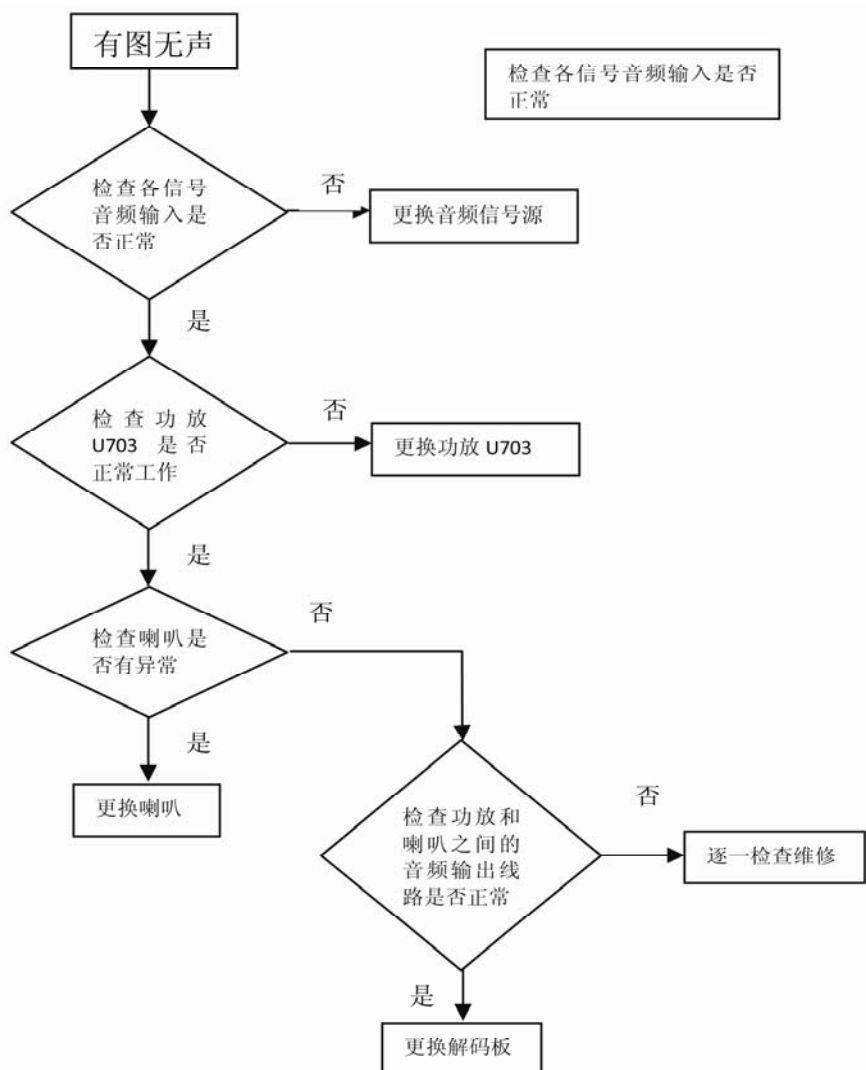 有图无声
检查各信号音频输入是否
正常
检查各信号
音频输入是
否正常
否
更换音频信号源
是
检查功放
U703 是否
正常工作
否
更换功放 U703
是
检查喇叭是
否有异常
否
是
更换喇叭
检查功放和
喇叭之间的
音频输出线
路是否正常
否
逐一检查维修
是
更换解码板